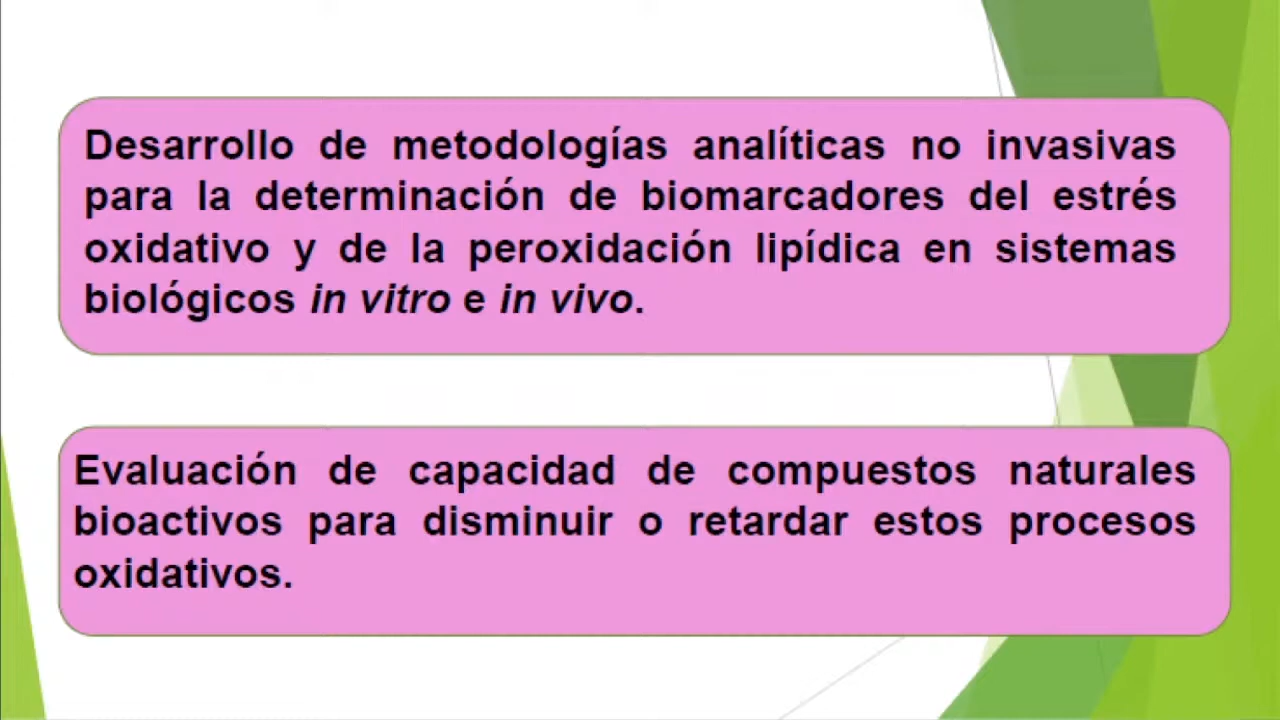 Desarrollo de metodologías analíticas no invasivas
para la determinación de biomarcadores del estrés
oxidativo y de la peroxidación lipídica en sistemas
biológicos in vitro e in vivo.
Evaluación de capacidad de compuestos naturales
bioactivos para disminuir o retardar estos procesos
oxidativos.